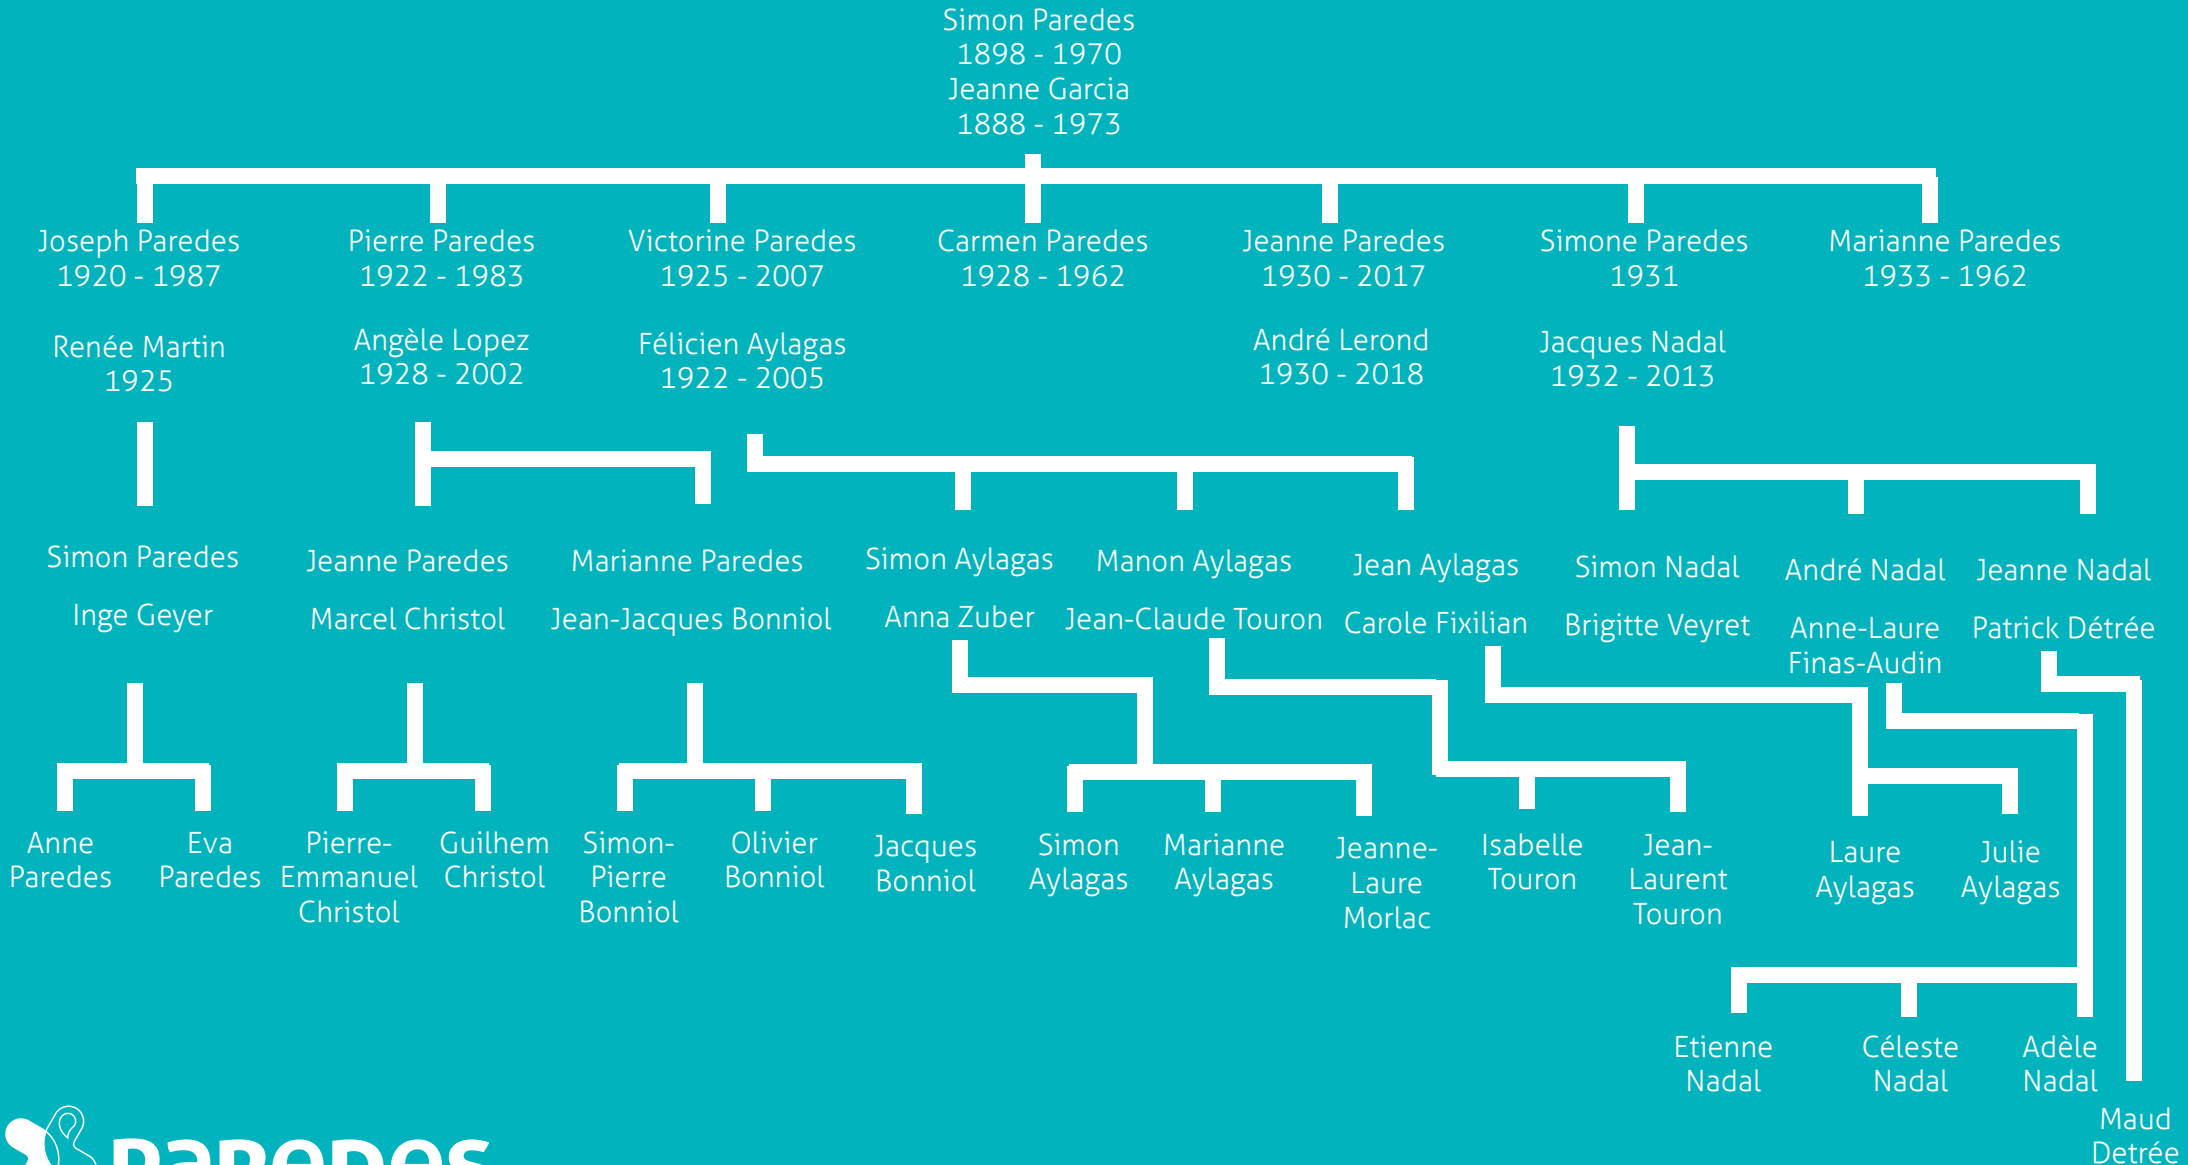 Simon Paredes
1898 - 1970
Jeanne Garcia
1888 - 1973
Joseph Paredes
1920 - 1987
Renée Martin
1925
Pierre Paredes
1922 - 1983
Angèle Lopez
1928 - 2002
Victorine Paredes
1925 - 2007
Félicien Aylagas
1922 - 2005
Carmen Paredes
1928 - 1962
Jeanne Paredes
1930 - 2017
André Lerond
1930 - 2018
Simone Paredes
1931
Jacques Nadal
1932 - 2013
Marianne Paredes
1933 - 1962
Simon Paredes
Inge Geyer
Jeanne Paredes
Marcel Christol
Marianne Paredes
Jean-Jacques Bonniol
Simon Aylagas
Anna Zuber
Manon Aylagas
Jean-Claude Touron
Jean Aylagas
Carole Fixilian
Simon Nadal
Brigitte Veyret
André Nadal
Anne-Laure
Finas-Audin
Jeanne Nadal
Patrick Détrée
Anne
Paredes
Eva
Paredes
Pierre-
Emmanuel
Christol
Guilhem
Christol
Simon-
Pierre
Bonniol
Olivier
Bonniol
Jacques
Bonniol
Simon
Aylagas
Marianne
Aylagas
Jeanne-
Laure
Morlac
Isabelle
Touron
Jean-
Laurent
Touron
Laure
Aylagas
Julie
Aylagas
Etienne
Nadal
Céleste
Nadal
Adèle
Nadal
Maud
Detrée
PAREDES